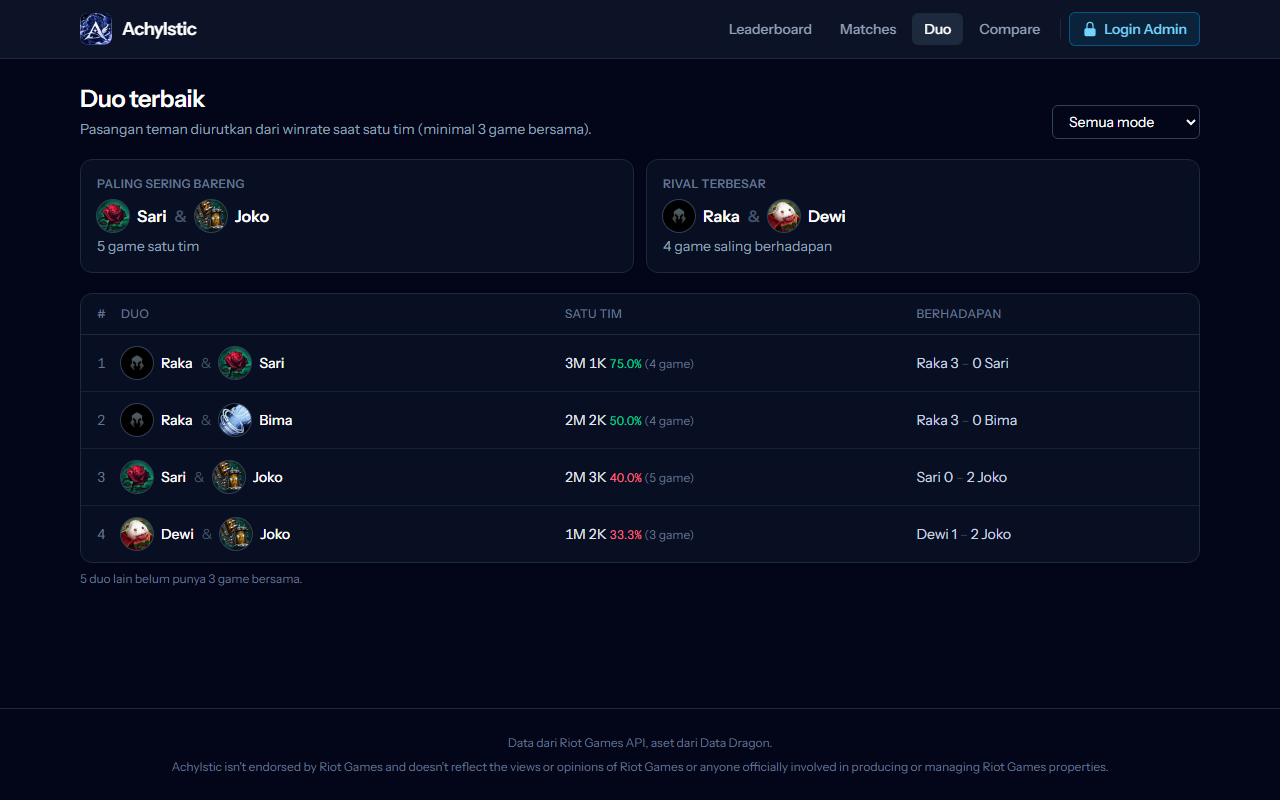 Achylstic
Leaderboard Matches Duo Compare Login Admin
Duo terbaik
Pasangan teman diurutkan dari winrate saat satu tim (minimal 3 game bersama).
Semua mode
PALING SERING BARENG
Sari & Joko
5 game satu tim
RIVAL TERBESAR
Raka & Dewi
4 game saling berhadapan
# DUO SATU TIM BERHADAPAN
1 Raka & Sari 3M 1K 75.0% (4 game) Raka 3 – 0 Sari
2 Raka & Bima 2M 2K 50.0% (4 game) Raka 3 – 0 Bima
3 Sari & Joko 2M 3K 40.0% (5 game) Sari 0 – 2 Joko
4 Dewi & Joko 1M 2K 33.3% (3 game) Dewi 1 – 2 Joko
5 duo lain belum punya 3 game bersama.
Data dari Riot Games API, aset dari Data Dragon.
Achylstic isn't endorsed by Riot Games and doesn't reflect the views or opinions of Riot Games or anyone officially involved in producing or managing Riot Games properties.